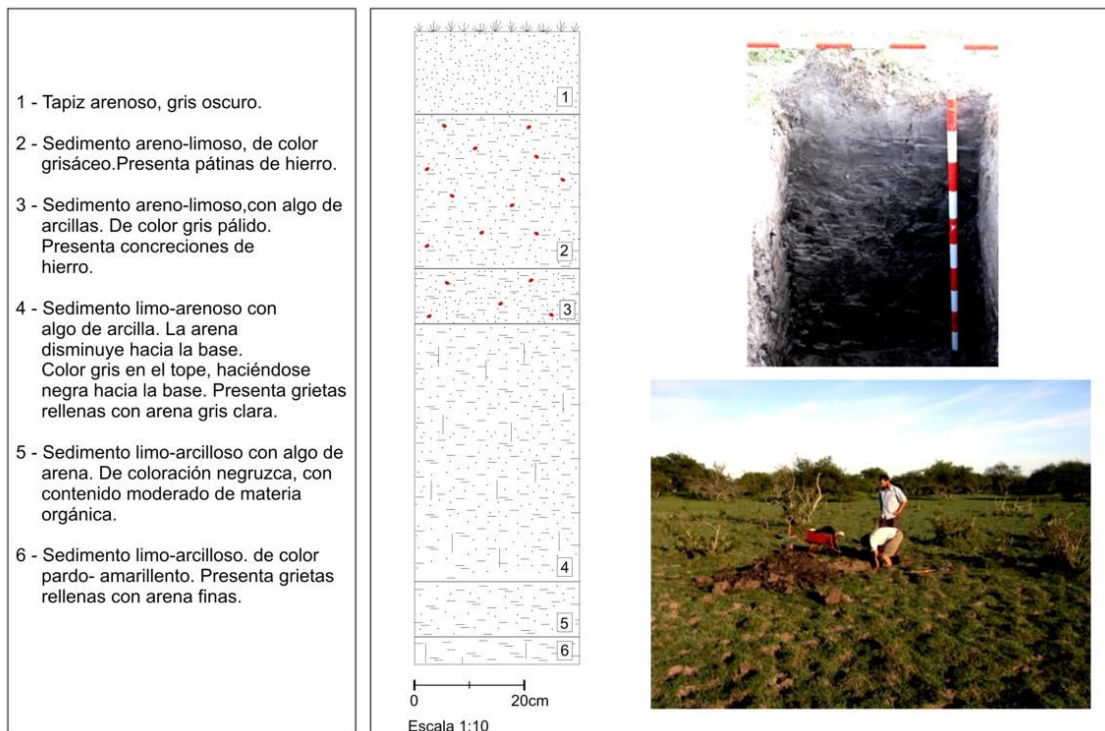 1 - Tapiz arenoso, gris oscuro.
2 - Sedimento areno-limoso, de color
grisáceo.Presenta pátinas de hierro.
3 - Sedimento areno-limoso,con algo de
arcillas. De color gris pálido.
Presenta concreciones de
hierro.
4 - Sedimento limo-arenoso con
algo de arcilla. La arena
disminuye hacia la base.
Color gris en el tope, haciéndose
negra hacia la base. Presenta grietas
rellenas con arena gris clara.
5 - Sedimento limo-arcilloso con algo de
arena. De coloración negruzca, con
contenido moderado de materia
orgánica.
6 - Sedimento limo-arcilloso. de color
pardo- amarillento. Presenta grietas
rellenas con arena finas.
1
2
3
4
5
6
0 20cm
Escala 1:10